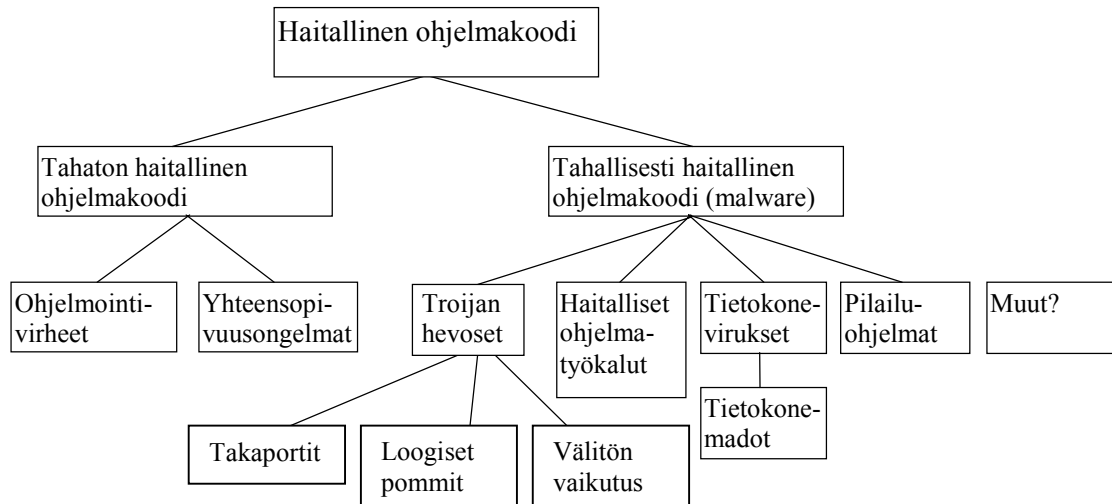 Haitallinen ohjelmakoodi
Tahaton haitallinen
ohjelmakoodi
Tahallisesti haitallinen
ohjelmakoodi (malware)
Ohjelmointi-
virheet
Yhteensopi-
vuusongelmat
Troijan
hevoset
Haitalliset
ohjelma-
työkalut
Tietokone-
virukset
Pilailu-
ohjelmat
Muut?
Tietokone-
madot
Takaportit
Loogiset
pommit
Välitön
vaikutus